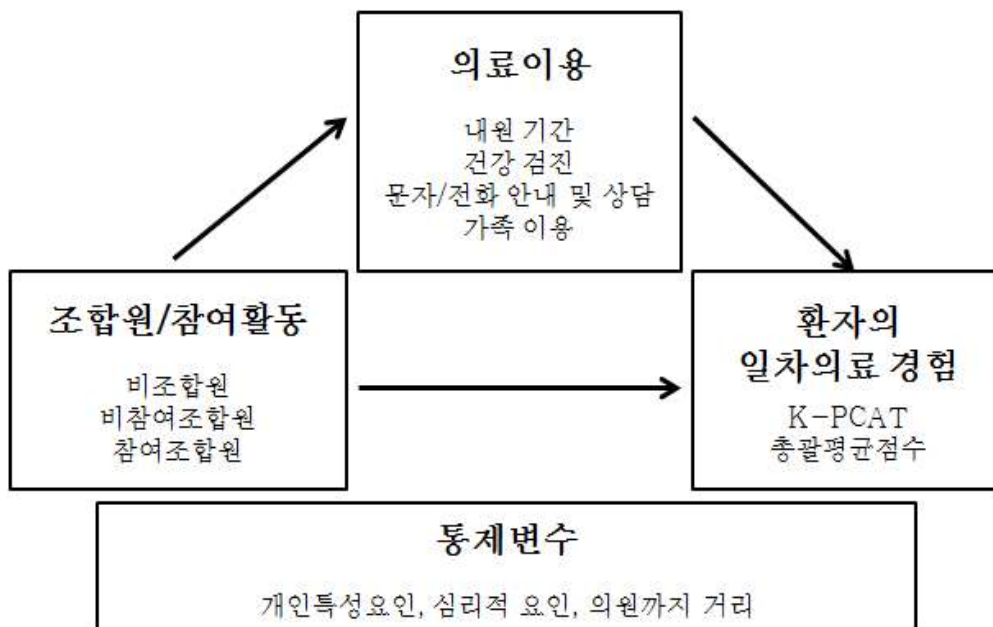 의료이용
내원 기간
건강 검진
문자/전화 안내 및 상담
가족 이용
조합원/참여활동
비조합원
비참여조합원
참여조합원
환자의
일차의료 경험
K-PCAT
총괄평균점수
통제변수
개인특성요인, 심리적 요인, 의원까지 거리